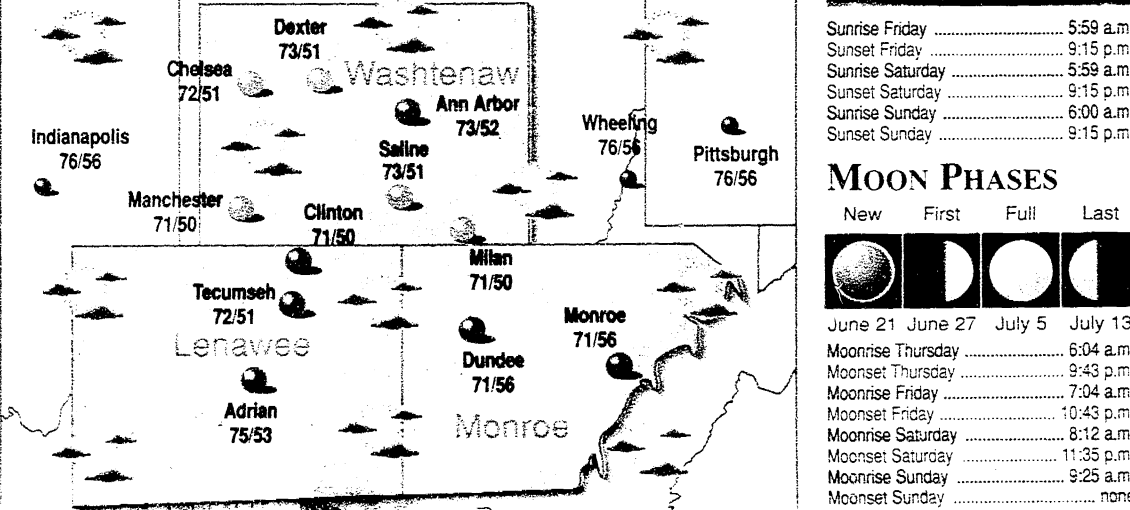 Dexter
73/51
Chelsea
72/51
Washtenaw
Ann Arbor
73/52
Indianapolis
76/56
Saline
73/51
Wheeling
76/56
Pittsburgh
76/56
Manchester
71/50
Clinton
71/50
Milan
71/50
Tecumseh
72/51
Lenawee
Monroe
71/56
Dundee
71/56
Adrian
75/53
Monroe
Sunrise Friday ........................ 5:59 a.m
Sunset Friday ........................ 9:15 p.m
Sunrise Saturday .................... 5:59 a.m
Sunset Saturday .................... 9:15 p.m
Sunrise Sunday ...................... 6:00 a.m
Sunset Sunday ...................... 9:15 p.m
MOON PHASES
New First Full Last
June 21 June 27 July 5 July 13
Moonrise Thursday .................. 6:04 a.m
Moonset Thursday .................. 9:43 p.m
Moonrise Friday ...................... 7:04 a.m
Moonset Friday ...................... 10:43 p.m
Moonrise Saturday .................. 8:12 a.m
Moonset Saturday .................. 11:35 p.m
Moonrise Sunday .................... 9:25 a.m
Moonset Sunday .......................... none